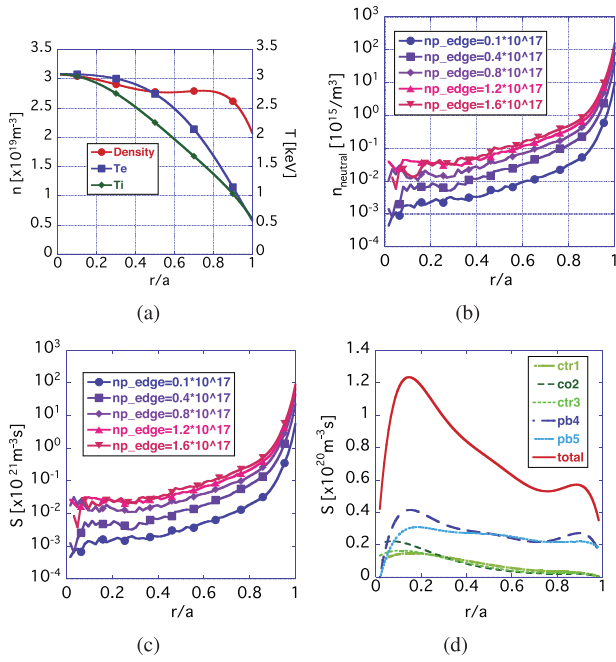 (a)
3.5
3
2.5
2
1.5
1
0.5
0
n [x10¹⁹m⁻³]
Density
Te
Ti
3.5
3
2.5
2
1.5
1
0.5
0
T [keV]
0 0.2 0.4 0.6 0.8 1
r/a
(a)
(b)
10³
10²
10¹
10⁰
10⁻¹
10⁻²
10⁻³
10⁻⁴
n_neutral [10¹⁵/m³]
np_edge=0.1*10^17
np_edge=0.4*10^17
np_edge=0.8*10^17
np_edge=1.2*10^17
np_edge=1.6*10^17
0 0.2 0.4 0.6 0.8 1
r/a
(b)
10³
10²
10¹
10⁰
10⁻¹
10⁻²
10⁻³
10⁻⁴
S [x10²¹m⁻³s]
np_edge=0.1*10^17
np_edge=0.4*10^17
np_edge=0.8*10^17
np_edge=1.2*10^17
np_edge=1.6*10^17
0 0.2 0.4 0.6 0.8 1
r/a
(c)
1.4
1.2
1
0.8
0.6
0.4
0.2
0
S [x10²⁰m⁻³s]
ctr1
co2
ctr3
pb4
pb5
total
0 0.2 0.4 0.6 0.8 1
r/a
(d)